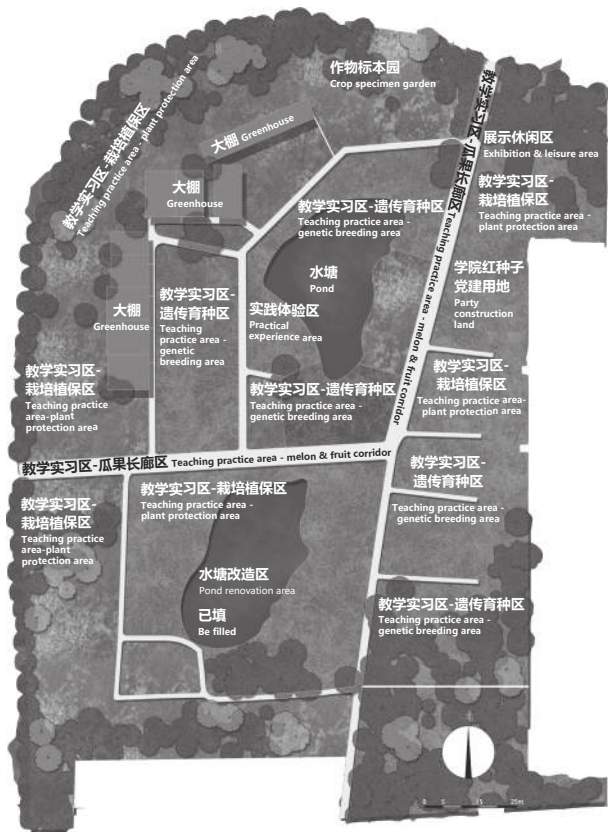 作物标本园
Crop specimen garden
教学实习区-栽培植保区
Teaching practice area - plant protection area
大棚 Greenhouse
教学实习区-瓜果长廊区 Teaching practice area - melon & fruit corridor
展示休闲区
Exhibition & leisure area
教学实习区-
栽培植保区
Teaching practice area -
plant protection area
大棚
Greenhouse
教学实习区-遗传育种区
Teaching practice area -
genetic breeding area
水塘
Pond
学院红种子
党建用地
Party
construction
land
教学实习区-
遗传育种区
Teaching
practice area -
genetic
breeding area
实践体验区
Practical
experience area
大棚
Greenhouse
教学实习区-
栽培植保区
Teaching practice
area-plant
protection area
教学实习区-遗传育种区
Teaching practice area -
genetic breeding area
教学实习区-
栽培植保区
Teaching practice area-
plant protection area
教学实习区-瓜果长廊区 Teaching practice area - melon & fruit corridor
教学实习区-
遗传育种区
Teaching practice area -
genetic breeding area
教学实习区-
栽培植保区
Teaching practice
area-plant
protection area
教学实习区-栽培植保区
Teaching practice area -
plant protection area
水塘改造区
Pond renovation area
已填
Be filled
教学实习区-遗传育种区
Teaching practice area -
genetic breeding area
0 5 15 25m